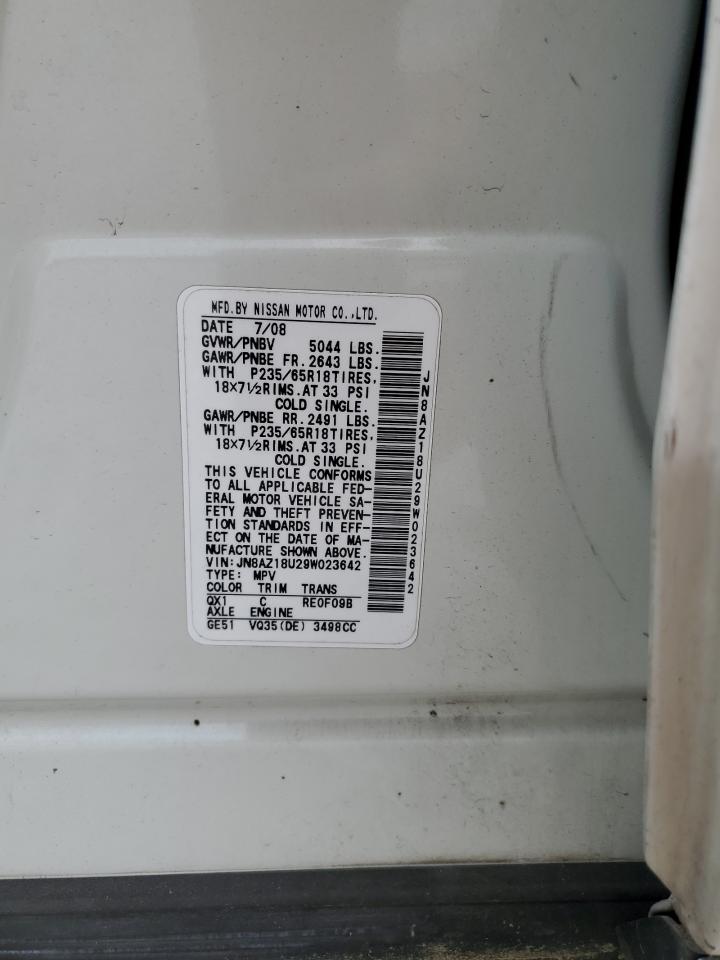 MFD.BY NISSAN MOTOR CO.,LTD.
DATE 7/08
GVWR/PNBV 5044 LBS.
GAWR/PNBE FR.2643 LBS.
WITH P235/65R18TIRES,
18×7½RIMS.AT 33 PSI
COLD SINGLE.
GAWR/PNBE RR.2491 LBS.
WITH P235/65R18TIRES,
18×7½RIMS.AT 33 PSI
COLD SINGLE.
THIS VEHICLE CONFORMS
TO ALL APPLICABLE FED-
ERAL MOTOR VEHICLE SA-
FETY AND THEFT PREVEN-
TION STANDARDS IN EFF-
ECT ON THE DATE OF MA-
NUFACTURE SHOWN ABOVE.
VIN:JN8AZ18U29W023642
TYPE: MPV
COLOR TRIM TRANS
QX1 C RE0F09B
AXLE ENGINE
GE51 VQ35(DE) 3498CC
JN8AZ18U29W023642